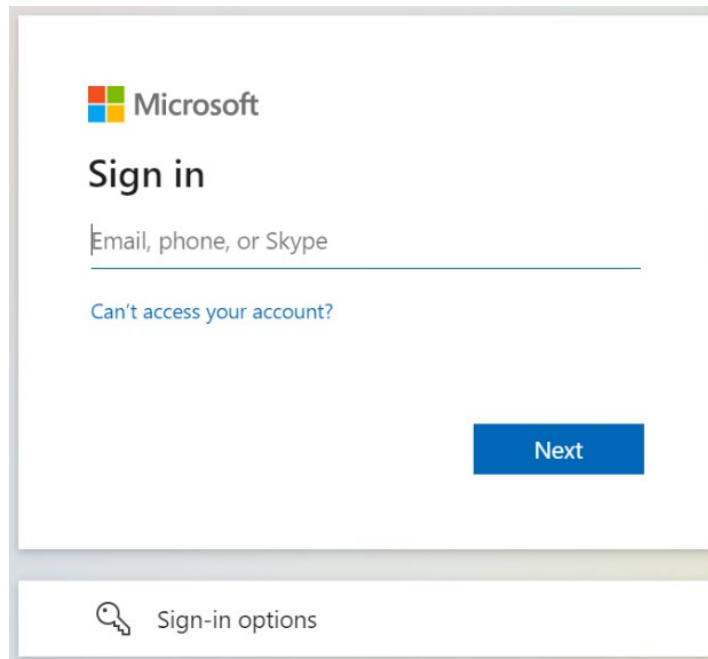 Microsoft
Sign in
Email, phone, or Skype
Can't access your account?
Next
Sign-in options